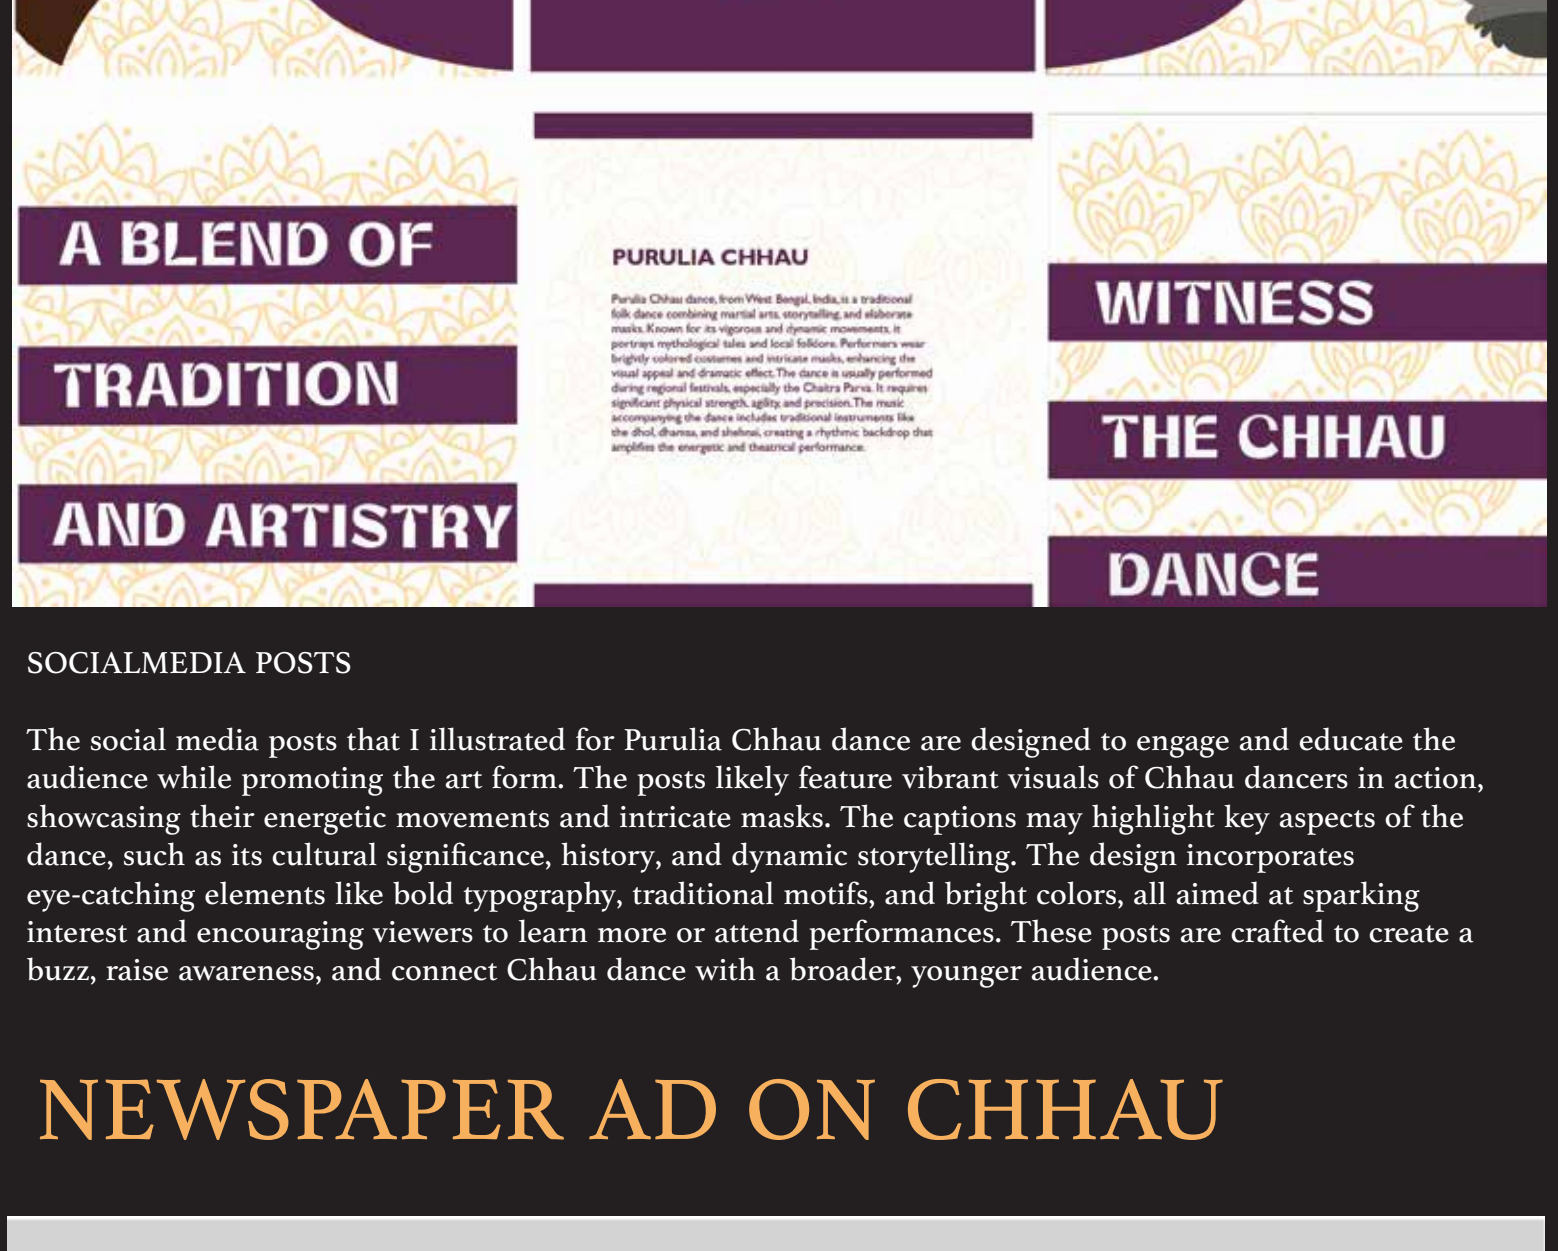 A BLEND OF
TRADITION
AND ARTISTRY
PURULIA CHHAU
Purulia Chhau dance, from West Bengal, India, is a traditional
folk dance combining martial arts, storytelling, and elaborate
masks. Known for its vigorous and dynamic movements, it
portrays mythological tales and local folklore. Performers wear
brightly colored costumes and intricate masks, enhancing the
visual appeal and dramatic effect. The dance is usually performed
during regional festivals, especially the Chaitra Parva. It requires
significant physical strength, agility, and precision. The music
accompanying the dance includes traditional instruments like
the dhol, dhamsa, and shehnai, creating a rhythmic backdrop that
amplifies the energetic and theatrical performance.
WITNESS
THE CHHAU
DANCE
SOCIALMEDIA POSTS
The social media posts that I illustrated for Purulia Chhau dance are designed to engage and educate the
audience while promoting the art form. The posts likely feature vibrant visuals of Chhau dancers in action,
showcasing their energetic movements and intricate masks. The captions may highlight key aspects of the
dance, such as its cultural significance, history, and dynamic storytelling. The design incorporates
eye-catching elements like bold typography, traditional motifs, and bright colors, all aimed at sparking
interest and encouraging viewers to learn more or attend performances. These posts are crafted to create a
buzz, raise awareness, and connect Chhau dance with a broader, younger audience.
NEWSPAPER AD ON CHHAU